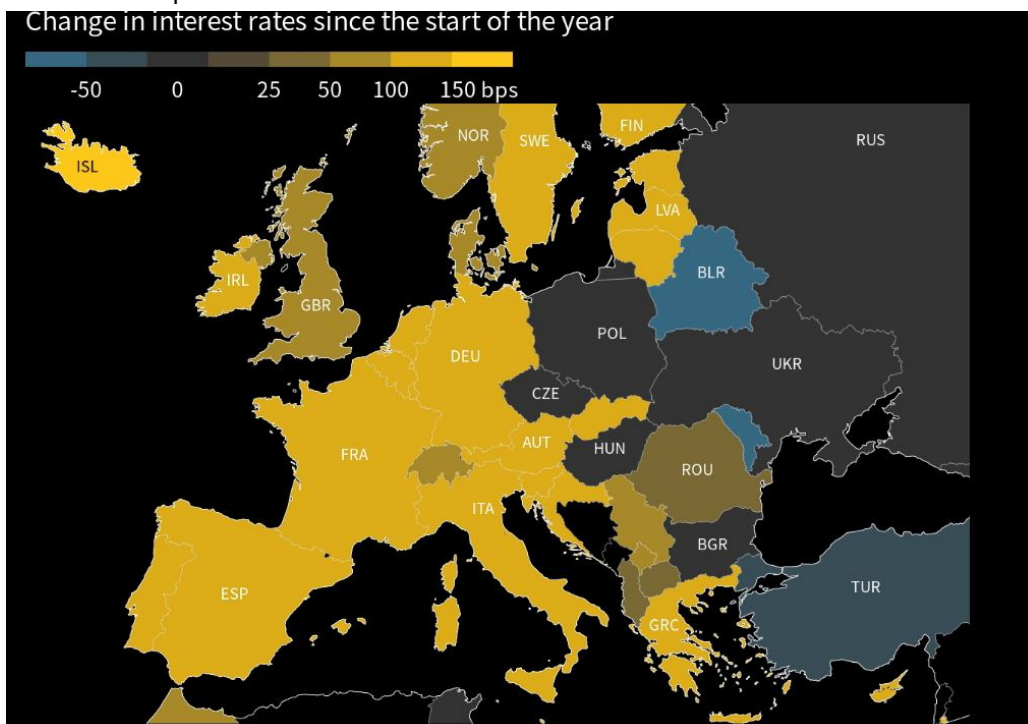 Change in interest rates since the start of the year
-50 0 25 50 100 150 bps
NOR
SWE
FIN
RUS
ISL
LVA
BLR
IRL
GBR
POL
DEU
UKR
CZE
AUT
HUN
FRA
ROU
ITA
BGR
ESP
TUR
GRC